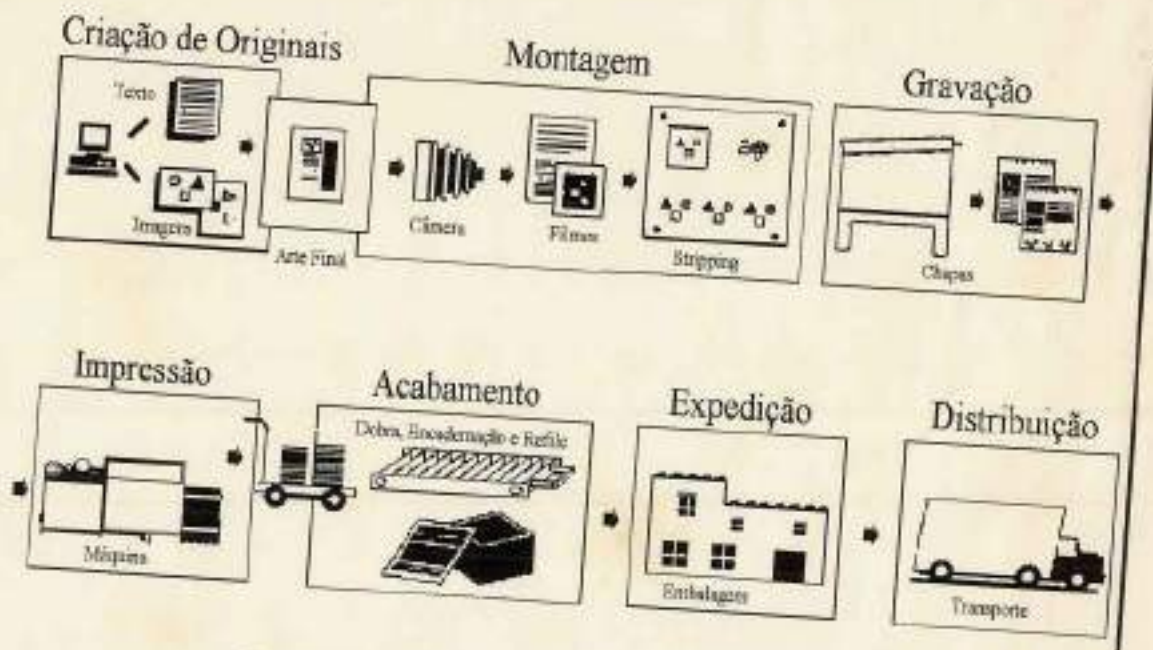 Criação de Originais
Montagem
Gravação
Texto
Imagens
Arte Final
Câmera
Filmes
Stripping
Chapas
Impressão
Acabamento
Expedição
Distribuição
Dobra, Encadernação e Refile
Máquina
Embalagem
Transporte